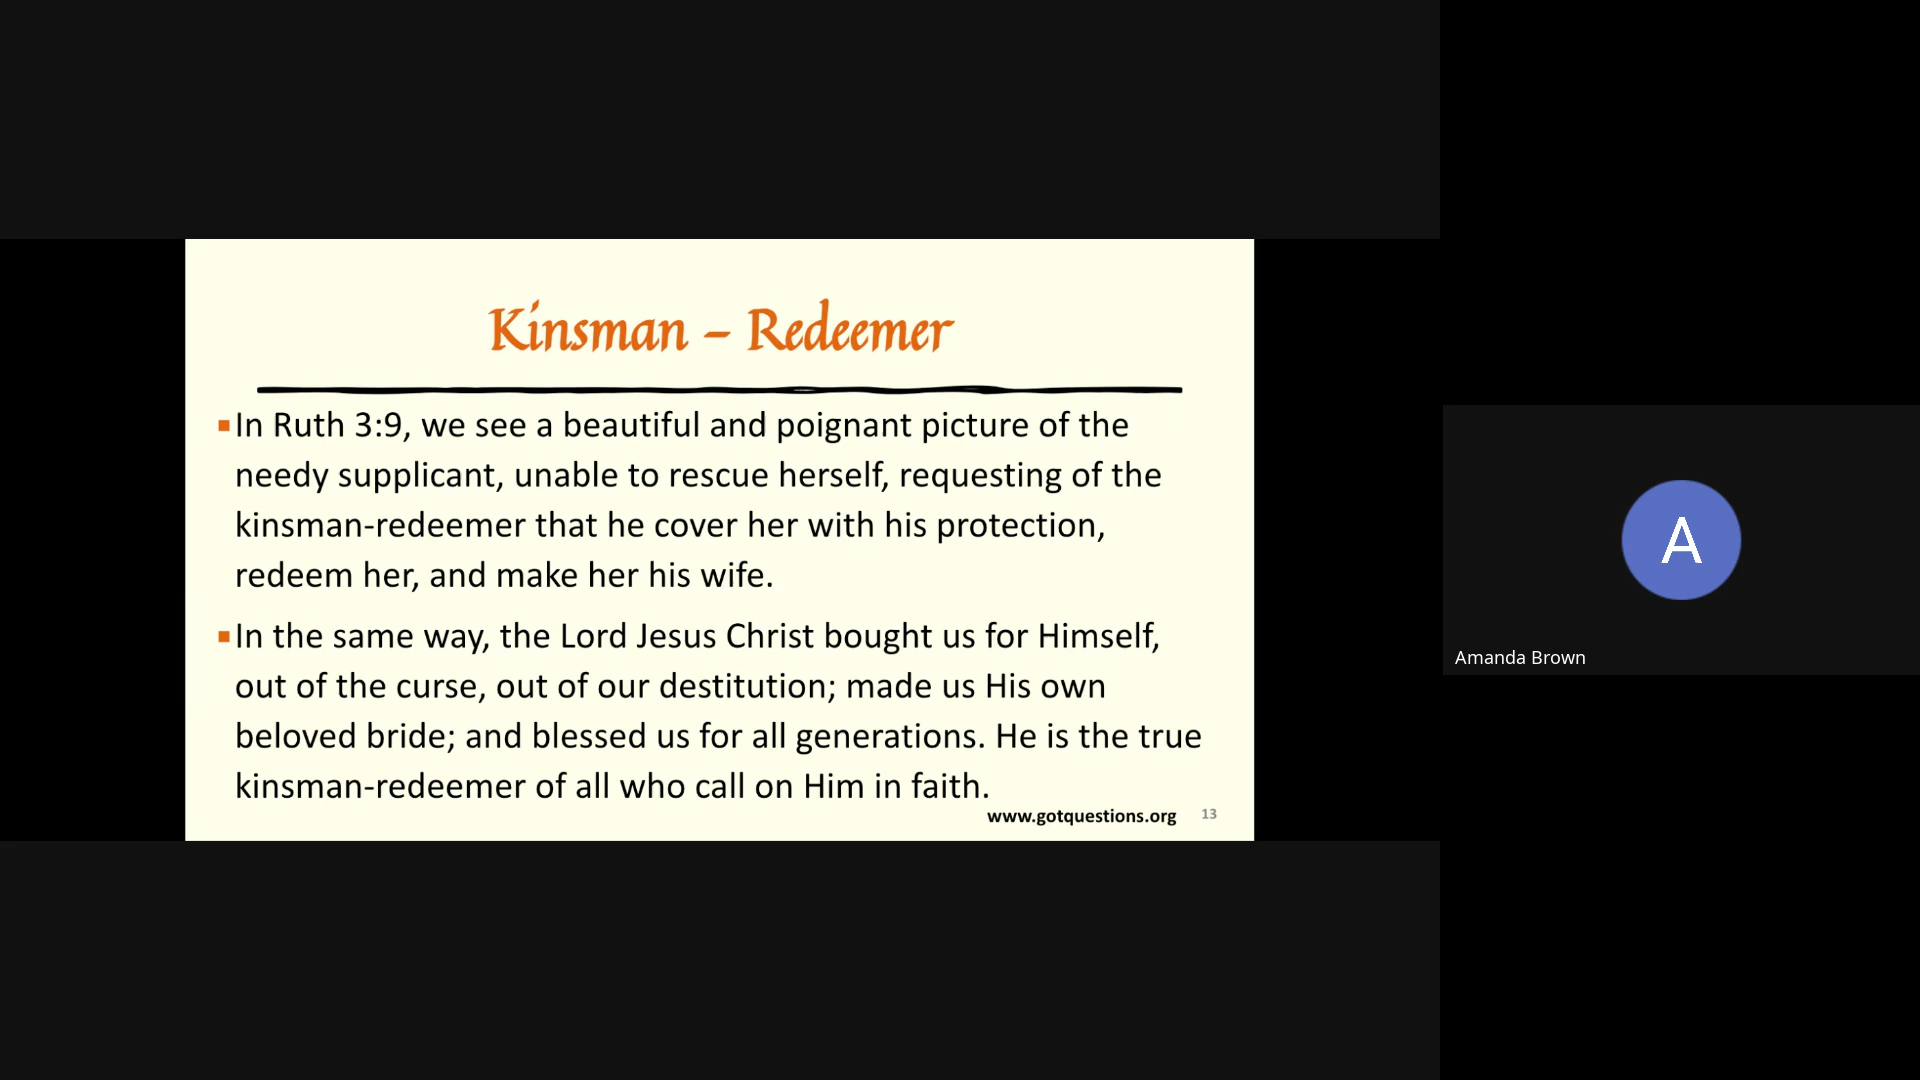 Kinsman – Redeemer
▪In Ruth 3:9, we see a beautiful and poignant picture of the
needy supplicant, unable to rescue herself, requesting of the
kinsman-redeemer that he cover her with his protection,
redeem her, and make her his wife.
▪In the same way, the Lord Jesus Christ bought us for Himself,
out of the curse, out of our destitution; made us His own
beloved bride; and blessed us for all generations. He is the true
kinsman-redeemer of all who call on Him in faith.
www.gotquestions.org 13
A
Amanda Brown